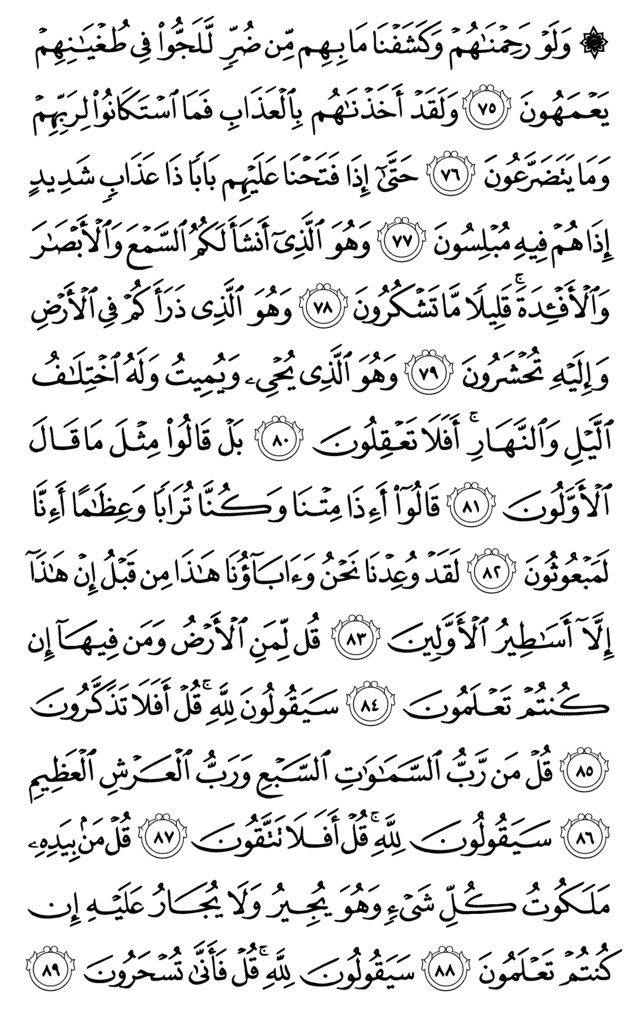 ۞ وَلَوۡ رَحِمۡنَٰهُمۡ وَكَشَفۡنَا مَا بِهِم مِّن ضُرّٖ لَّلَجُّواْ فِي طُغۡيَٰنِهِمۡ
يَعۡمَهُونَ ٧٥ وَلَقَدۡ أَخَذۡنَٰهُم بِٱلۡعَذَابِ فَمَا ٱسۡتَكَانُواْ لِرَبِّهِمۡ
وَمَا يَتَضَرَّعُونَ ٧٦ حَتَّىٰٓ إِذَا فَتَحۡنَا عَلَيۡهِم بَابٗا ذَا عَذَابٖ شَدِيدٍ
إِذَا هُمۡ فِيهِ مُبۡلِسُونَ ٧٧ وَهُوَ ٱلَّذِيٓ أَنشَأَ لَكُمُ ٱلسَّمۡعَ وَٱلۡأَبۡصَٰرَ
وَٱلۡأَفۡـِٔدَةَۚ قَلِيلٗا مَّا تَشۡكُرُونَ ٧٨ وَهُوَ ٱلَّذِي ذَرَأَكُمۡ فِي ٱلۡأَرۡضِ
وَإِلَيۡهِ تُحۡشَرُونَ ٧٩ وَهُوَ ٱلَّذِي يُحۡيِۦ وَيُمِيتُ وَلَهُ ٱخۡتِلَٰفُ
ٱلَّيۡلِ وَٱلنَّهَارِۚ أَفَلَا تَعۡقِلُونَ ٨٠ بَلۡ قَالُواْ مِثۡلَ مَا قَالَ
ٱلۡأَوَّلُونَ ٨١ قَالُوٓاْ أَءِذَا مِتۡنَا وَكُنَّا تُرَابٗا وَعِظَٰمًا أَءِنَّا
لَمَبۡعُوثُونَ ٨٢ لَقَدۡ وُعِدۡنَا نَحۡنُ وَءَابَآؤُنَا هَٰذَا مِن قَبۡلُ إِنۡ هَٰذَآ
إِلَّآ أَسَٰطِيرُ ٱلۡأَوَّلِينَ ٨٣ قُل لِّمَنِ ٱلۡأَرۡضُ وَمَن فِيهَآ إِن
كُنتُمۡ تَعۡلَمُونَ ٨٤ سَيَقُولُونَ لِلَّهِۚ قُلۡ أَفَلَا تَذَكَّرُونَ
٨٥ قُلۡ مَن رَّبُّ ٱلسَّمَٰوَٰتِ ٱلسَّبۡعِ وَرَبُّ ٱلۡعَرۡشِ ٱلۡعَظِيمِ
٨٦ سَيَقُولُونَ لِلَّهِۚ قُلۡ أَفَلَا تَتَّقُونَ ٨٧ قُلۡ مَنۢ بِيَدِهِۦ
مَلَكُوتُ كُلِّ شَيۡءٖ وَهُوَ يُجِيرُ وَلَا يُجَارُ عَلَيۡهِ إِن
كُنتُمۡ تَعۡلَمُونَ ٨٨ سَيَقُولُونَ لِلَّهِۚ قُلۡ فَأَنَّىٰ تُسۡحَرُونَ ٨٩